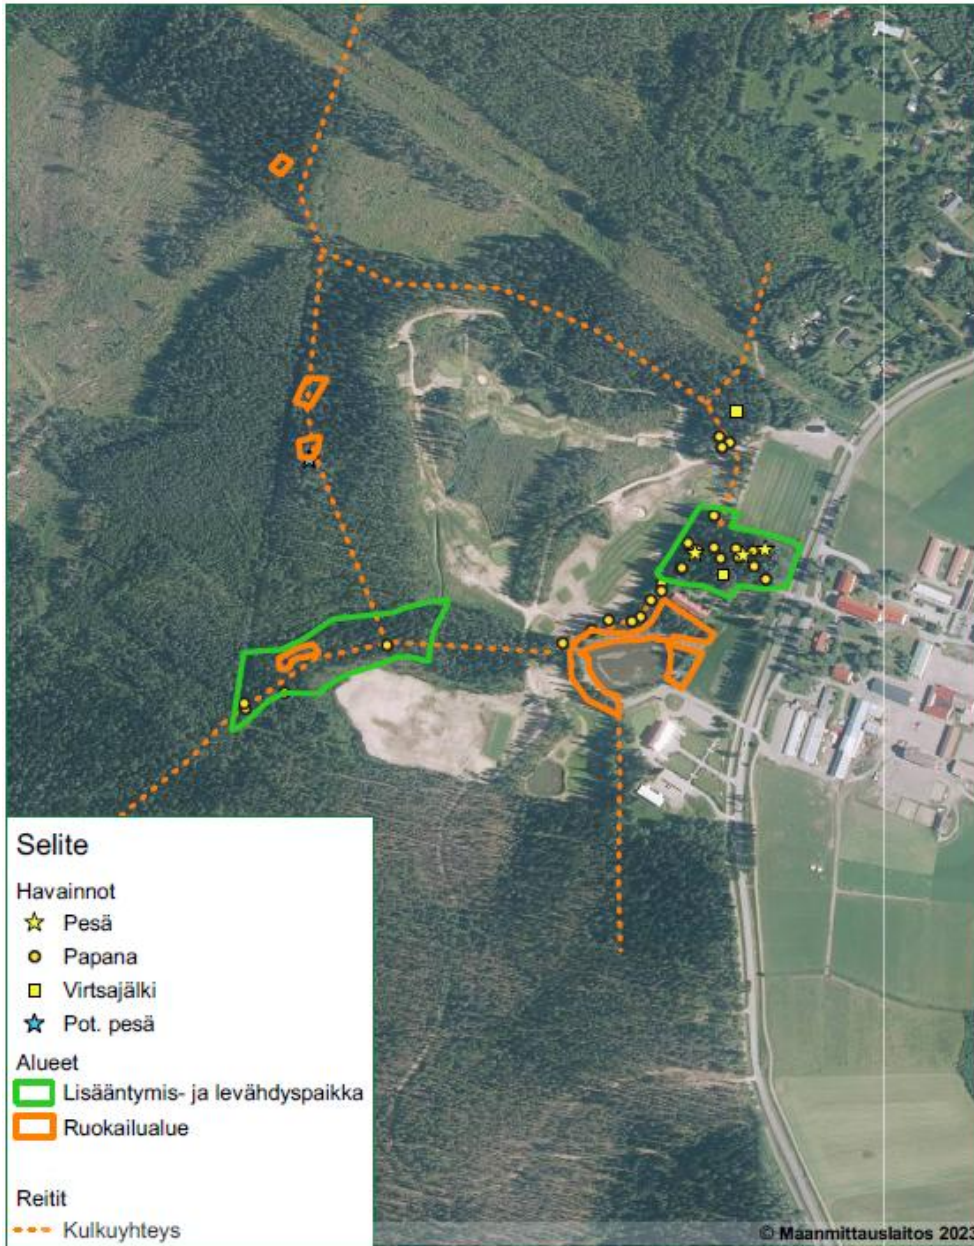 Selite
Havainnot
Pesä
Papana
Virtsajälki
Pot. pesä
Alueet
Lisääntymis- ja levähdyspaikka
Ruokailualue
Reitit
Kulkuyhteys
© Maanmittauslaitos 2023